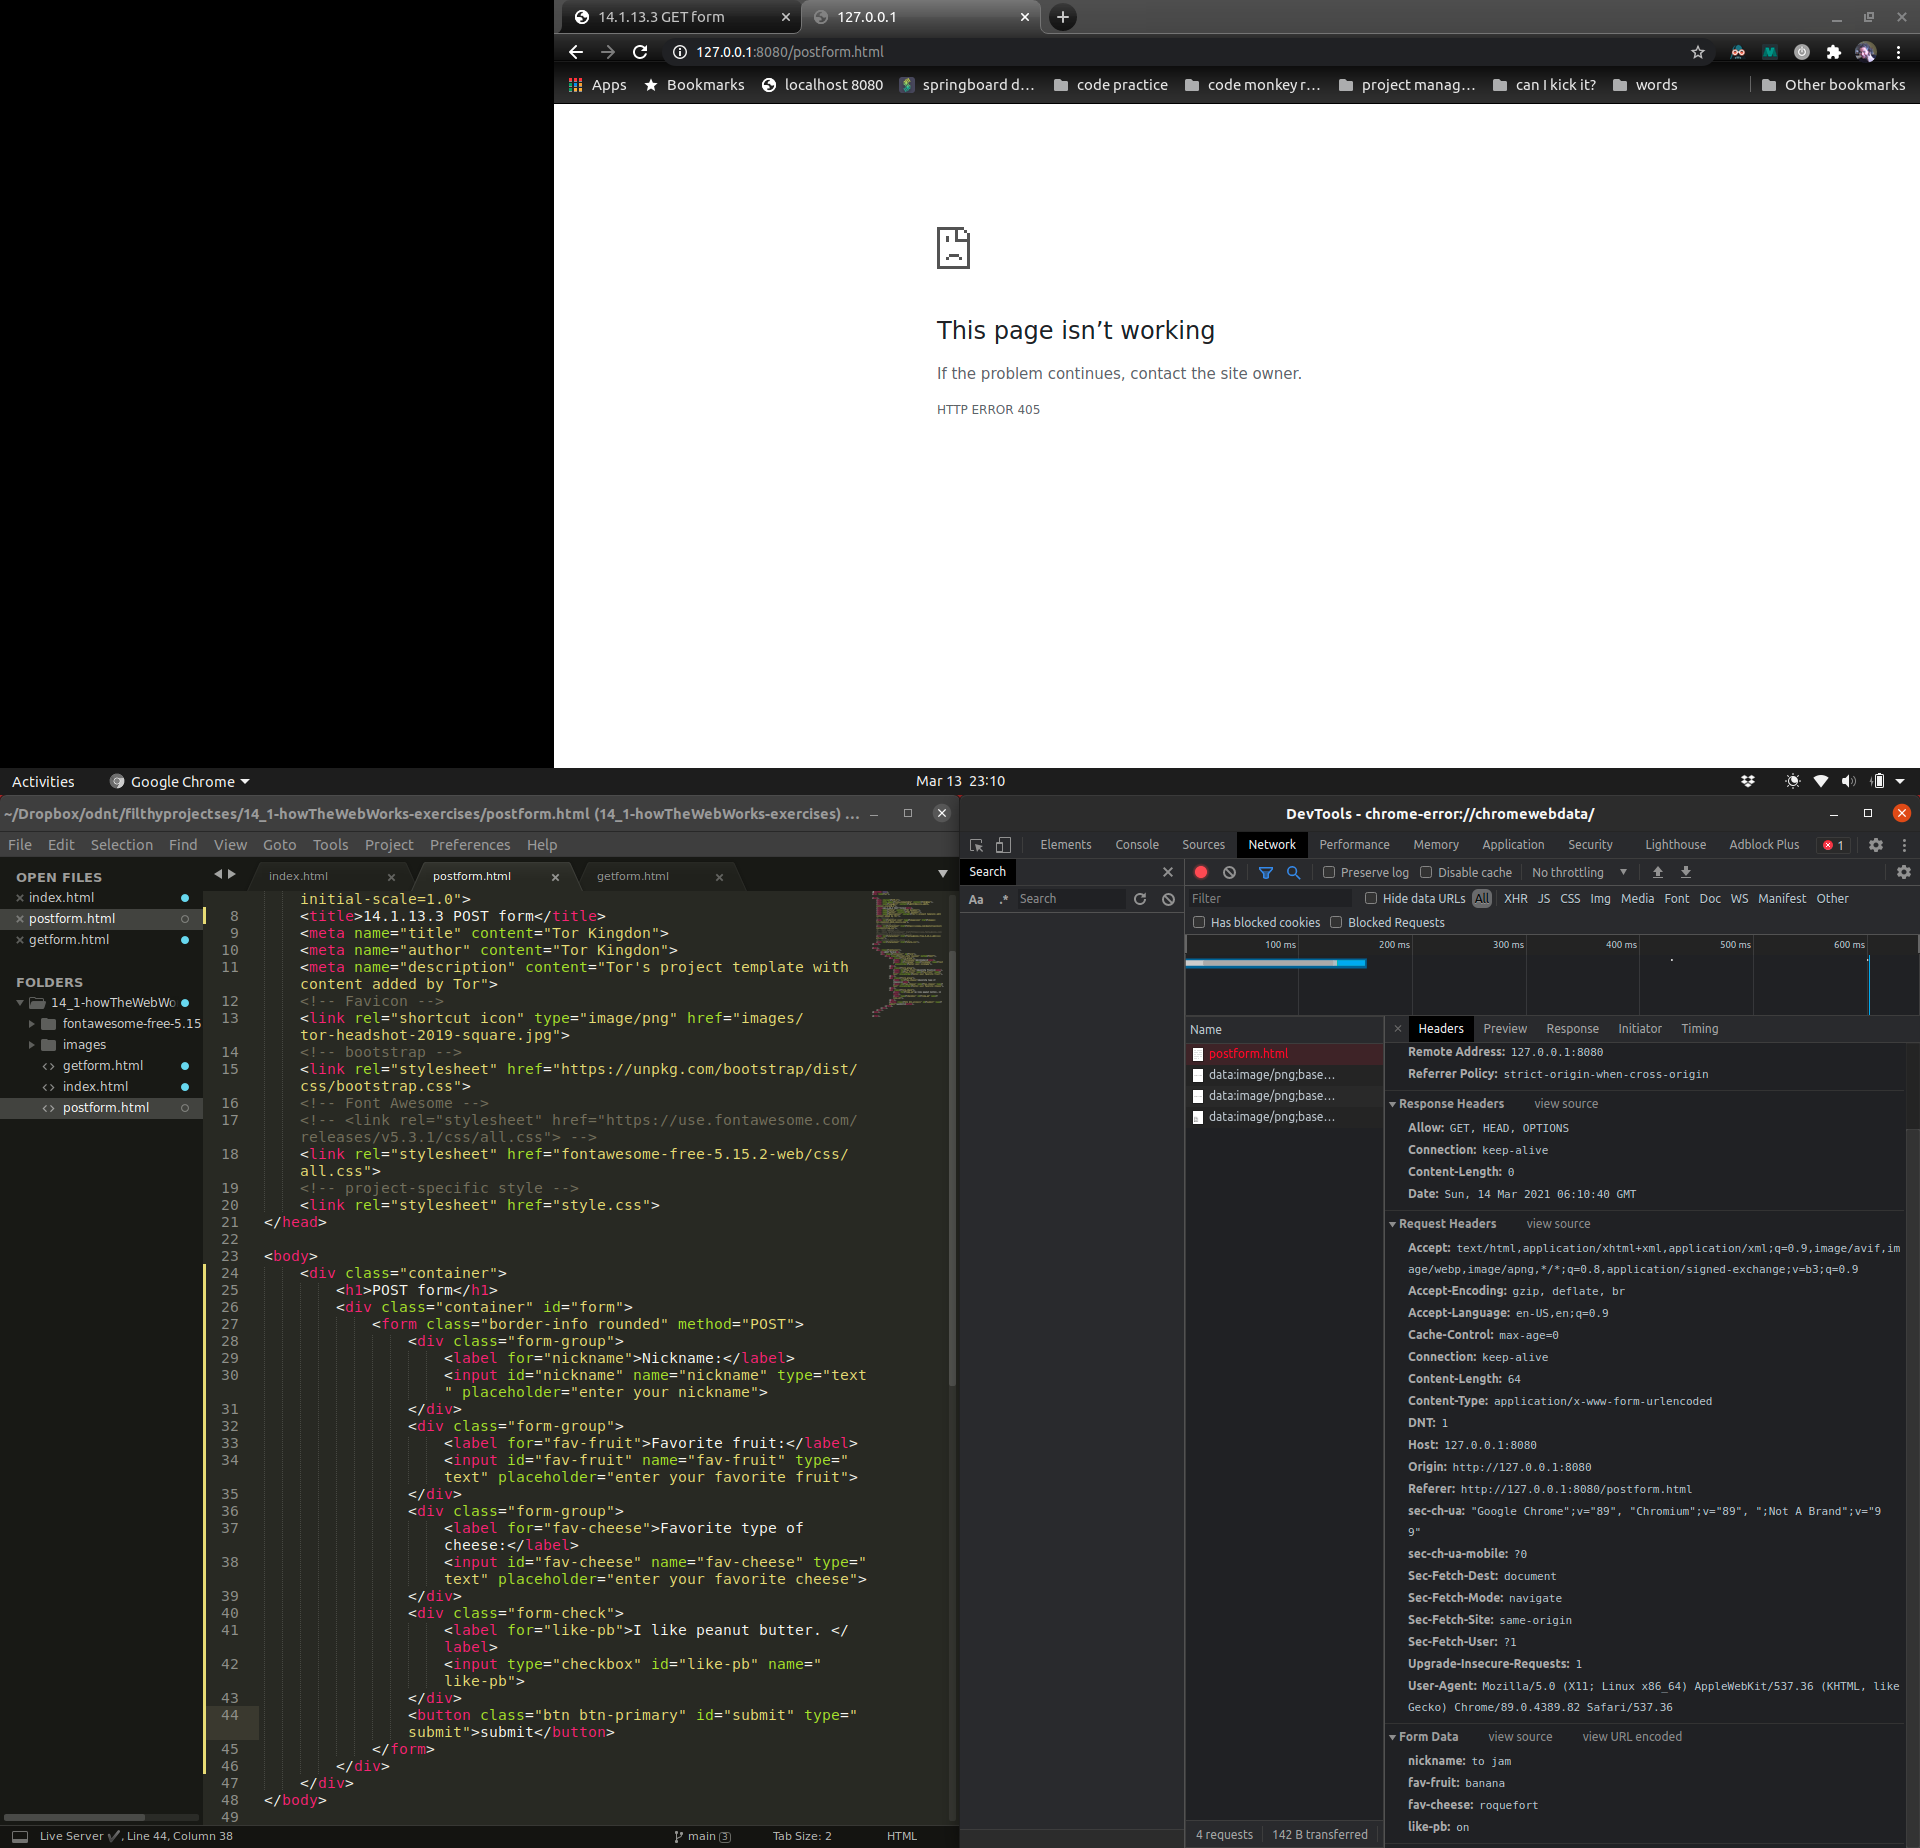 14.1.13.3 GET form
127.0.0.1
127.0.0.1:8080/postform.html
Apps
Bookmarks
localhost 8080
springboard d...
code practice
code monkey r...
project manag...
can I kick it?
words
Other bookmarks
This page isn’t working
If the problem continues, contact the site owner.
HTTP ERROR 405
Activities
Google Chrome
Mar 13 23:10
~/Dropbox/odnt/filthyprojectses/14_1-howTheWebWorks-exercises/postform.html (14_1-howTheWebWorks-exercises) ...
File Edit Selection Find View Goto Tools Project Preferences Help
OPEN FILES
index.html
postform.html
getform.html
FOLDERS
14_1-howTheWebWo
fontawesome-free-5.15
images
getform.html
index.html
postform.html
index.html
postform.html
getform.html
initial-scale=1.0">
8 <title>14.1.13.3 POST form</title>
9 <meta name="title" content="Tor Kingdon">
10 <meta name="author" content="Tor Kingdon">
11 <meta name="description" content="Tor's project template with
content added by Tor">
12 <!-- Favicon -->
13 <link rel="shortcut icon" type="image/png" href="images/
tor-headshot-2019-square.jpg">
14 <!-- bootstrap -->
15 <link rel="stylesheet" href="https://unpkg.com/bootstrap/dist/
css/bootstrap.css">
16 <!-- Font Awesome -->
17 <!-- <link rel="stylesheet" href="https://use.fontawesome.com/
releases/v5.3.1/css/all.css"> -->
18 <link rel="stylesheet" href="fontawesome-free-5.15.2-web/css/
all.css">
19 <!-- project-specific style -->
20 <link rel="stylesheet" href="style.css">
21 </head>
22
23 <body>
24 <div class="container">
25 <h1>POST form</h1>
26 <div class="container" id="form">
27 <form class="border-info rounded" method="POST">
28 <div class="form-group">
29 <label for="nickname">Nickname:</label>
30 <input id="nickname" name="nickname" type="text
" placeholder="enter your nickname">
31 </div>
32 <div class="form-group">
33 <label for="fav-fruit">Favorite fruit:</label>
34 <input id="fav-fruit" name="fav-fruit" type="
text" placeholder="enter your favorite fruit">
35 </div>
36 <div class="form-group">
37 <label for="fav-cheese">Favorite type of
cheese:</label>
38 <input id="fav-cheese" name="fav-cheese" type="
text" placeholder="enter your favorite cheese">
39 </div>
40 <div class="form-check">
41 <label for="like-pb">I like peanut butter. </
label>
42 <input type="checkbox" id="like-pb" name="
like-pb">
43 </div>
44 <button class="btn btn-primary" id="submit" type="
submit">submit</button>
45 </form>
46 </div>
47 </div>
48 </body>
49
Live Server ✔, Line 44, Column 38
main 3
Tab Size: 2
HTML
DevTools - chrome-error://chromewebdata/
Elements Console Sources Network Performance Memory Application Security Lighthouse Adblock Plus 1
Search
Preserve log Disable cache No throttling
Aa .* Search
Filter Hide data URLs All XHR JS CSS Img Media Font Doc WS Manifest Other
Has blocked cookies Blocked Requests
100 ms 200 ms 300 ms 400 ms 500 ms 600 ms
Name
postform.html
data:image/png;base...
data:image/png;base...
data:image/png;base...
4 requests 142 B transferred
Headers Preview Response Initiator Timing
Remote Address: 127.0.0.1:8080
Referrer Policy: strict-origin-when-cross-origin
Response Headers view source
Allow: GET, HEAD, OPTIONS
Connection: keep-alive
Content-Length: 0
Date: Sun, 14 Mar 2021 06:10:40 GMT
Request Headers view source
Accept: text/html,application/xhtml+xml,application/xml;q=0.9,image/avif,im
age/webp,image/apng,*/*;q=0.8,application/signed-exchange;v=b3;q=0.9
Accept-Encoding: gzip, deflate, br
Accept-Language: en-US,en;q=0.9
Cache-Control: max-age=0
Connection: keep-alive
Content-Length: 64
Content-Type: application/x-www-form-urlencoded
DNT: 1
Host: 127.0.0.1:8080
Origin: http://127.0.0.1:8080
Referer: http://127.0.0.1:8080/postform.html
sec-ch-ua: "Google Chrome";v="89", "Chromium";v="89", ";Not A Brand";v="9
9"
sec-ch-ua-mobile: ?0
Sec-Fetch-Dest: document
Sec-Fetch-Mode: navigate
Sec-Fetch-Site: same-origin
Sec-Fetch-User: ?1
Upgrade-Insecure-Requests: 1
User-Agent: Mozilla/5.0 (X11; Linux x86_64) AppleWebKit/537.36 (KHTML, like
Gecko) Chrome/89.0.4389.82 Safari/537.36
Form Data view source view URL encoded
nickname: to jam
fav-fruit: banana
fav-cheese: roquefort
like-pb: on